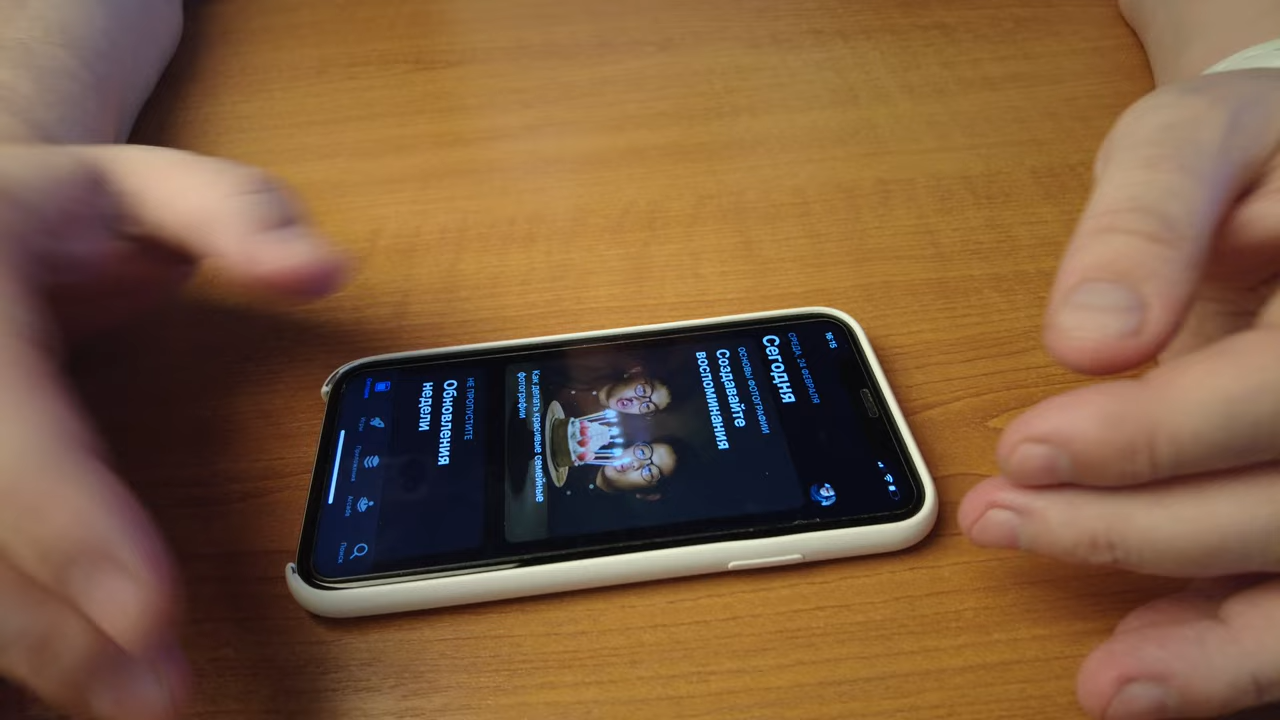 16:15
СРЕДА, 24 ФЕВРАЛЯ
Сегодня
ОСНОВЫ ФОТОГРАФИИ
Создавайте
воспоминания
Как делать красивые семейные
фотографии
НЕ ПРОПУСТИТЕ
Обновления
недели
Сегодня
Игры
Приложения
Arcade
Поиск